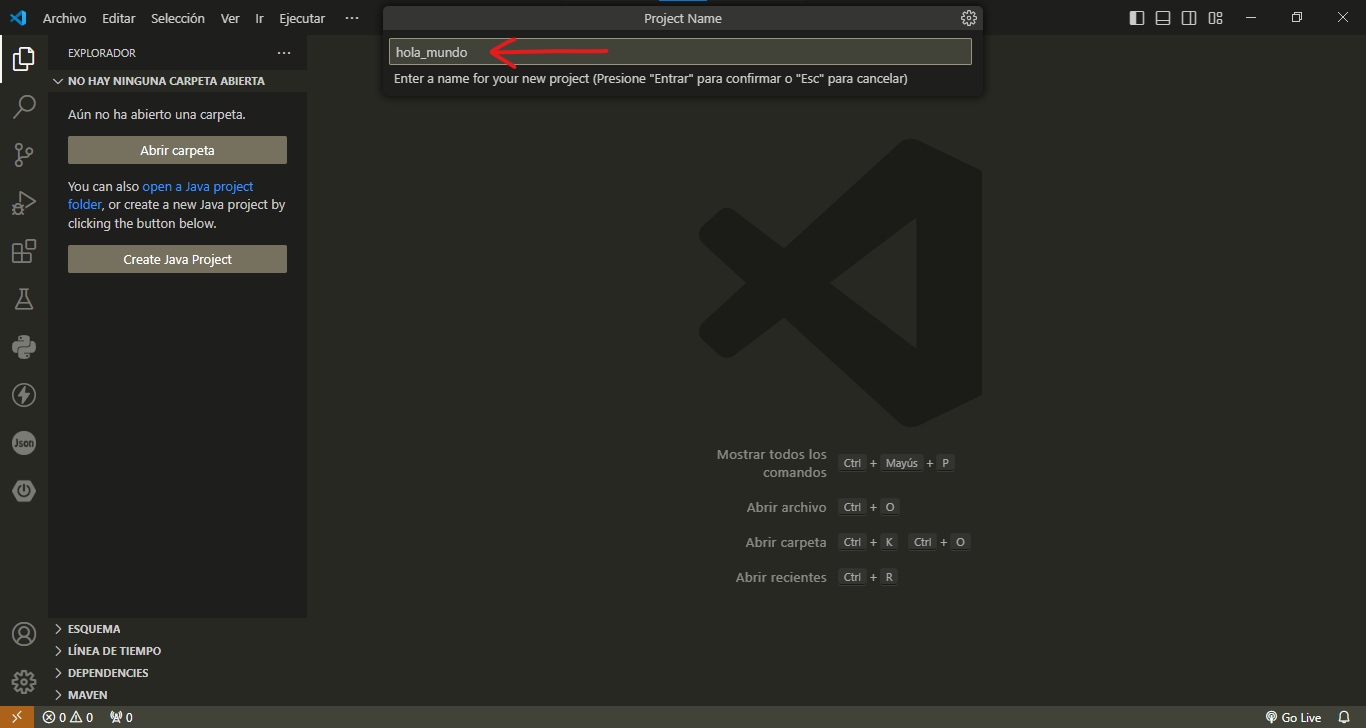 Archivo Editar Selección Ver Ir Ejecutar ···
Project Name
hola_mundo
Enter a name for your new project (Presione "Entrar" para confirmar o "Esc" para cancelar)
EXPLORADOR ···
NO HAY NINGUNA CARPETA ABIERTA
Aún no ha abierto una carpeta.
Abrir carpeta
You can also open a Java project
folder, or create a new Java project by
clicking the button below.
Create Java Project
Json
Mostrar todos los
comandos
Ctrl + Mayús + P
Abrir archivo Ctrl + O
Abrir carpeta Ctrl + K Ctrl + O
Abrir recientes Ctrl + R
ESQUEMA
LÍNEA DE TIEMPO
DEPENDENCIES
MAVEN
0 0 0
Go Live